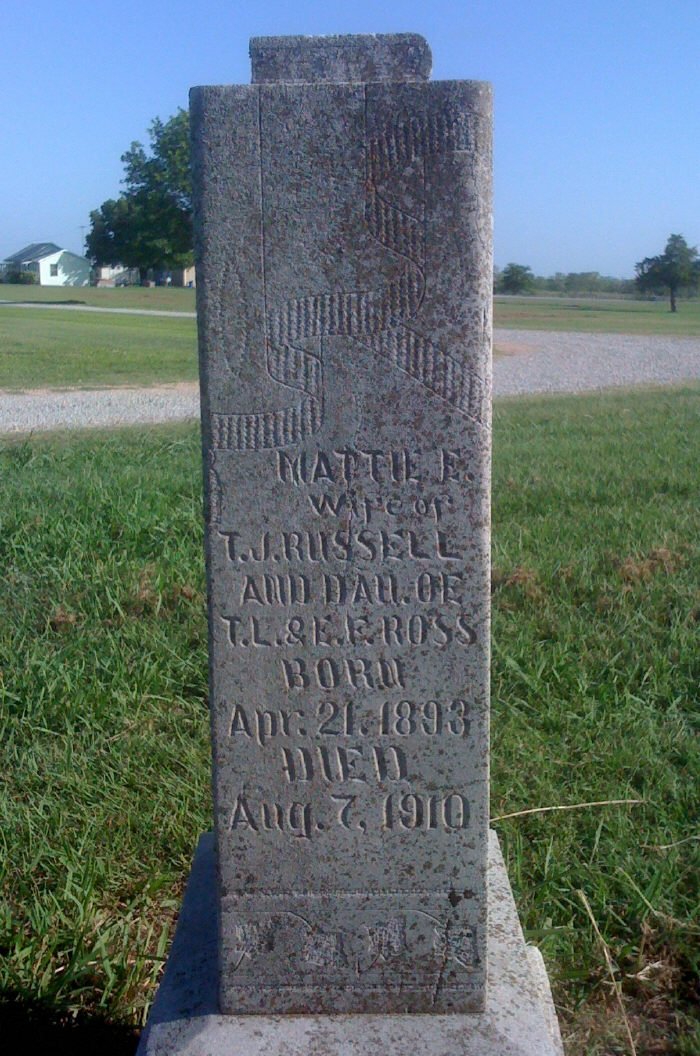 MATTIE E.
Wife of
T.J. RUSSELL
AND DAU. OF
T.L. & E.F. ROSS
BORN
Apr. 21. 1893
DIED
Aug. 7, 1910